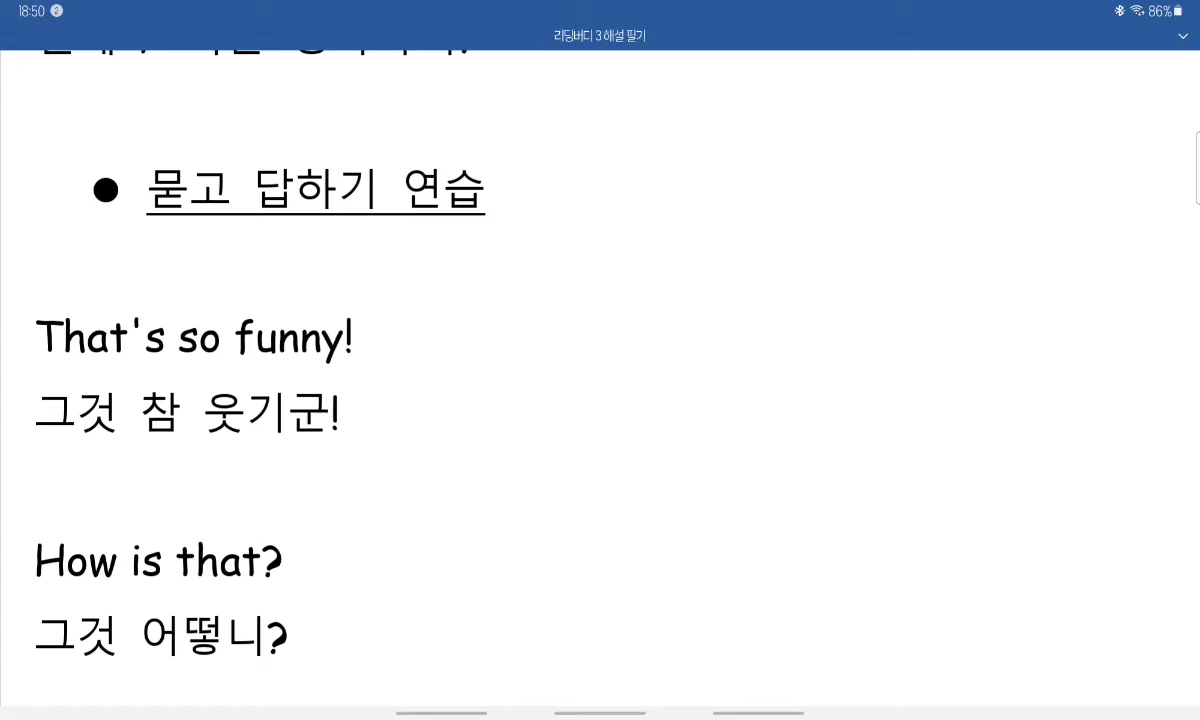 18:50 2 86%
리딩버디 3 해설 필기
● 묻고 답하기 연습
That's so funny!
그것 참 웃기군!
How is that?
그것 어떻니?